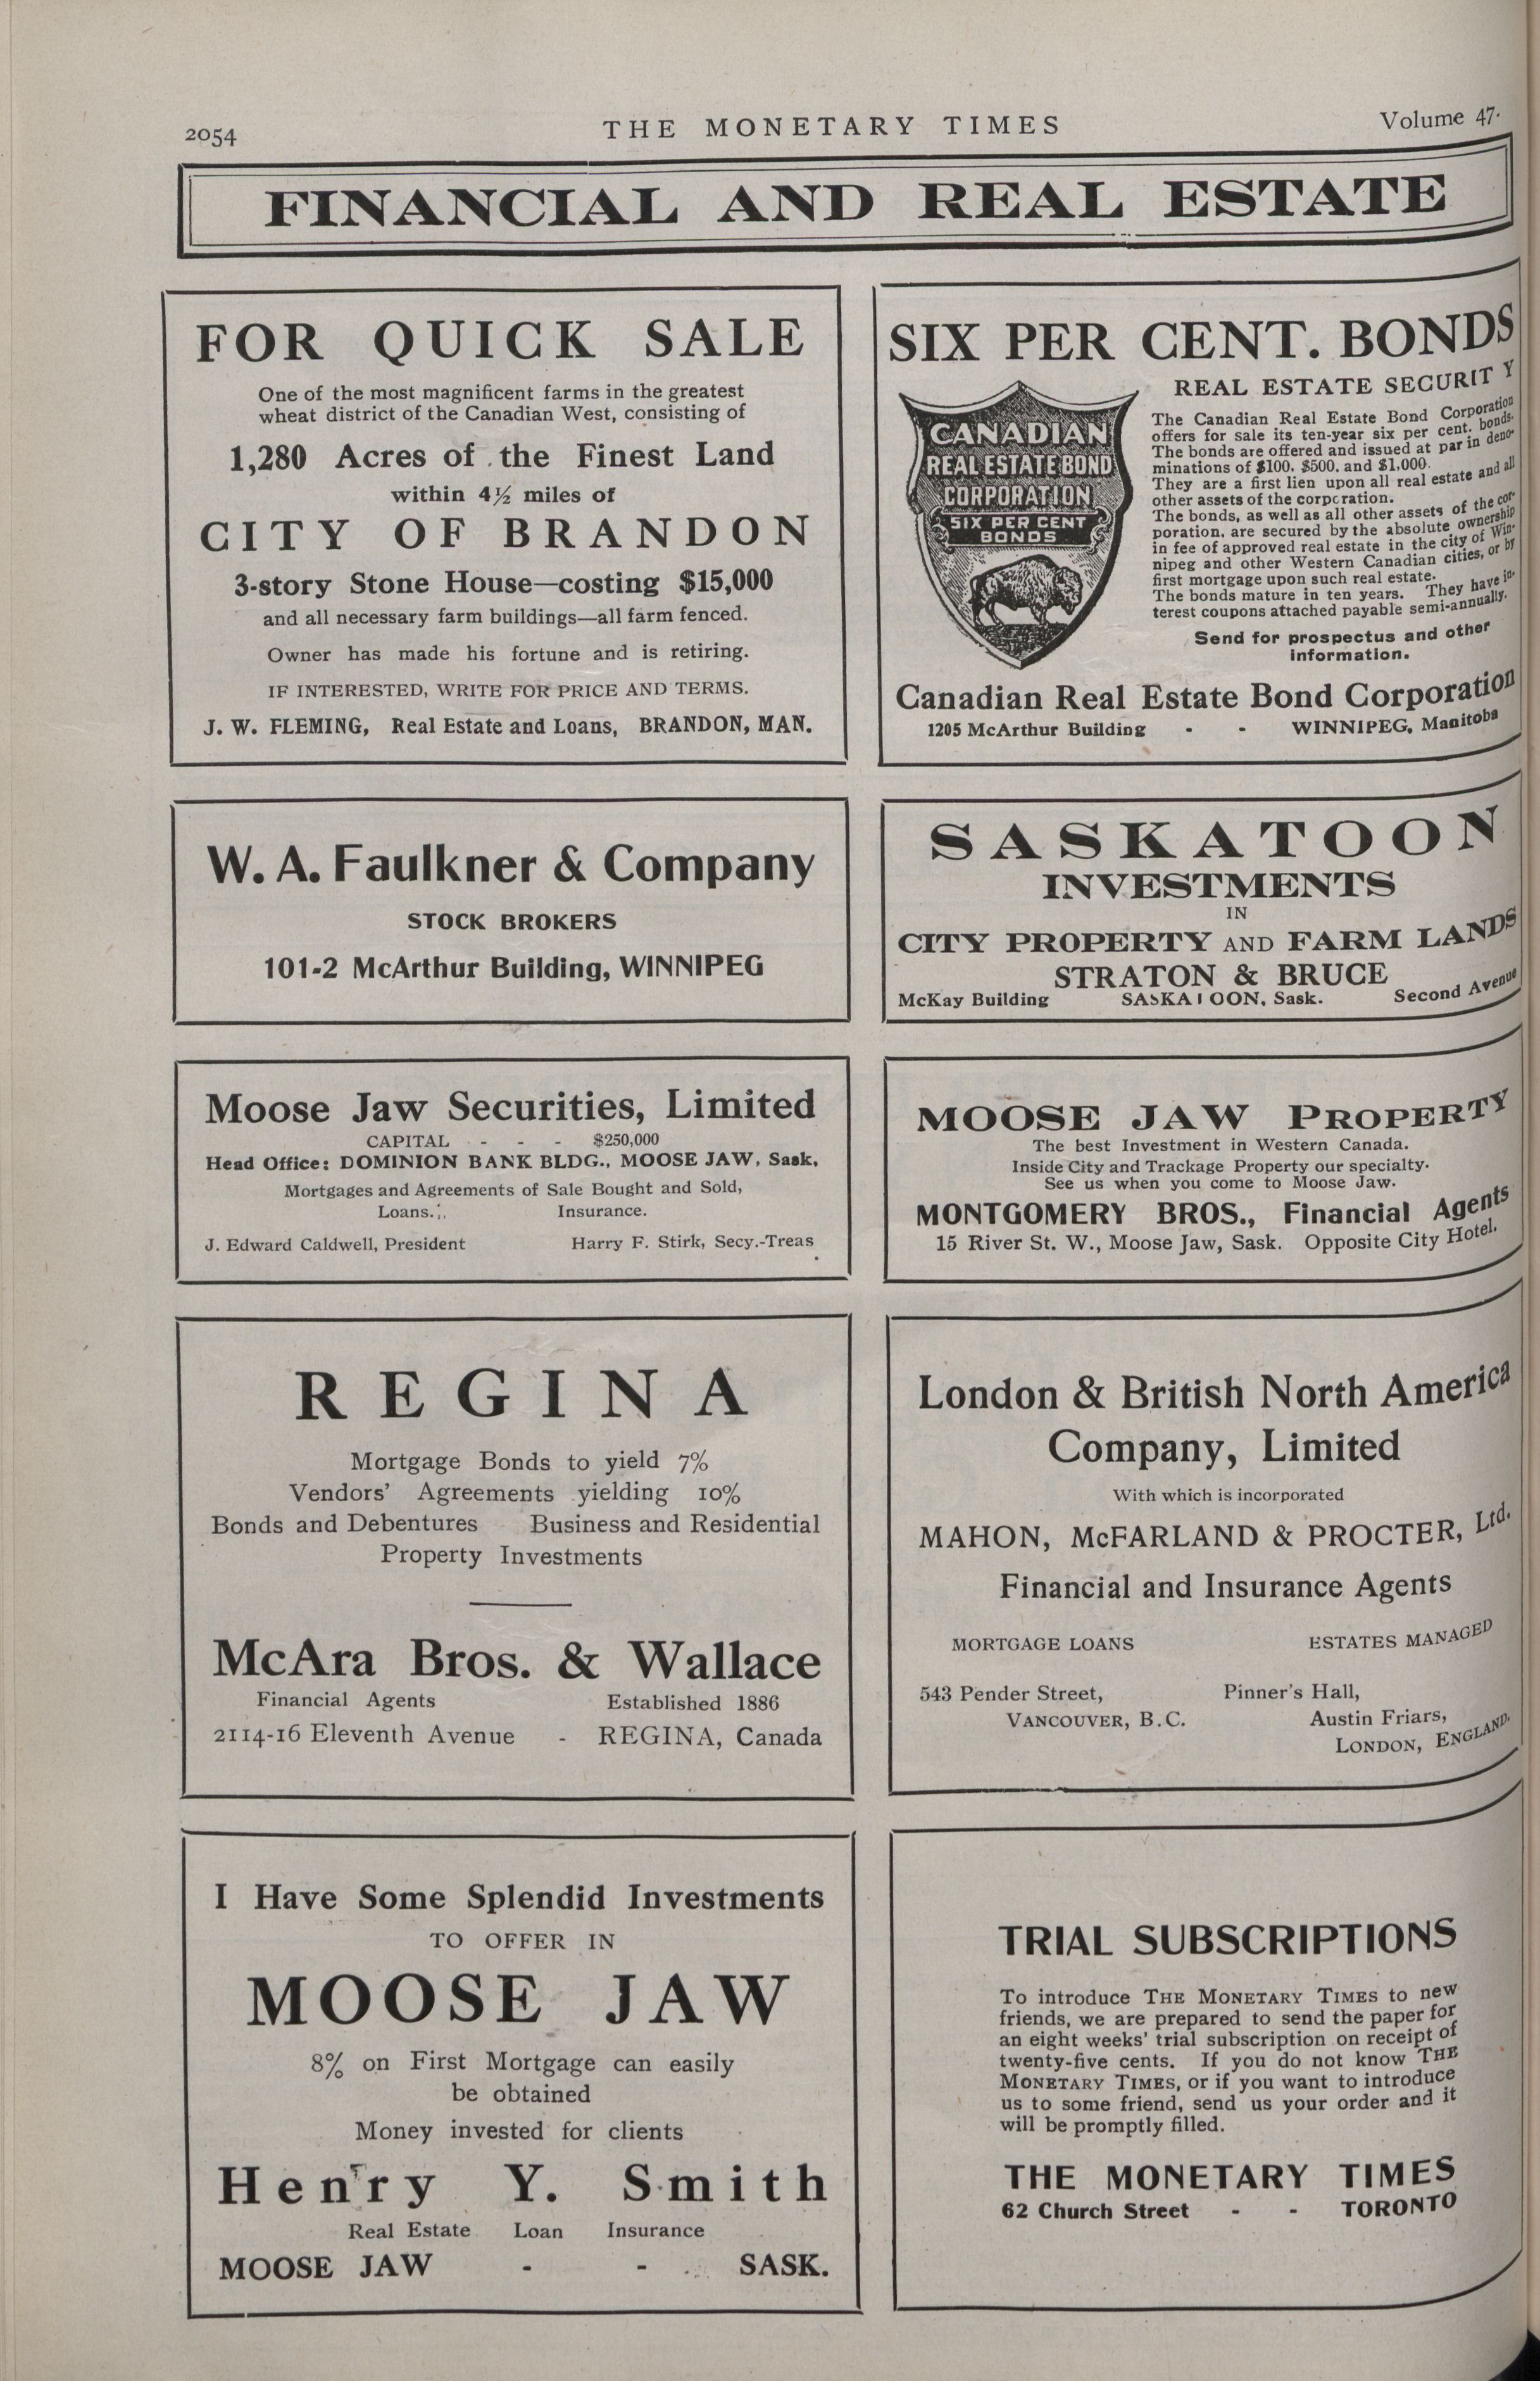 2054
THE MONETARY TIMES
Volume 47.
FINANCIAL AND REAL ESTATE
FOR QUICK SALE
One of the most magnificent farms in the greatest
wheat district of the Canadian West, consisting of
1,280 Acres of the Finest Land
within 4½ miles of
CITY OF BRANDON
3-story Stone House—costing $15,000
and all necessary farm buildings—all farm fenced.
Owner has made his fortune and is retiring.
IF INTERESTED, WRITE FOR PRICE AND TERMS.
J. W. FLEMING, Real Estate and Loans, BRANDON, MAN.
SIX PER CENT. BONDS
REAL ESTATE SECURITY
CANADIAN
REAL ESTATE BOND
CORPORATION
SIX PER CENT
BONDS
The Canadian Real Estate Bond Corporation
offers for sale its ten-year six per cent. bonds.
The bonds are offered and issued at par in deno-
minations of $100, $500, and $1,000.
They are a first lien upon all real estate and all
other assets of the corporation.
The bonds, as well as all other assets of the cor-
poration, are secured by the absolute ownership
in fee of approved real estate in the city of Win-
nipeg and other Western Canadian cities, or by
first mortgage upon such real estate.
The bonds mature in ten years. They have in-
terest coupons attached payable semi-annually.
Send for prospectus and other
information.
Canadian Real Estate Bond Corporation
1205 McArthur Building - - WINNIPEG, Manitoba
W. A. Faulkner & Company
STOCK BROKERS
101-2 McArthur Building, WINNIPEG
SASKATOON
INVESTMENTS
IN
CITY PROPERTY AND FARM LANDS
STRATON & BRUCE
McKay Building SASKATOON, Sask. Second Avenue
Moose Jaw Securities, Limited
CAPITAL - - - $250,000
Head Office: DOMINION BANK BLDG., MOOSE JAW, Sask,
Mortgages and Agreements of Sale Bought and Sold,
Loans. Insurance.
J. Edward Caldwell, President Harry F. Stirk, Secy.-Treas
MOOSE JAW PROPERTY
The best Investment in Western Canada.
Inside City and Trackage Property our specialty.
See us when you come to Moose Jaw.
MONTGOMERY BROS., Financial Agents
15 River St. W., Moose Jaw, Sask. Opposite City Hotel.
REGINA
Mortgage Bonds to yield 7%
Vendors' Agreements yielding 10%
Bonds and Debentures Business and Residential
Property Investments
McAra Bros. & Wallace
Financial Agents Established 1886
2114-16 Eleventh Avenue - REGINA, Canada
London & British North America
Company, Limited
With which is incorporated
MAHON, McFARLAND & PROCTER, Ltd.
Financial and Insurance Agents
MORTGAGE LOANS ESTATES MANAGED
543 Pender Street, Pinner's Hall,
VANCOUVER, B.C. Austin Friars,
LONDON, ENGLAND.
I Have Some Splendid Investments
TO OFFER IN
MOOSE JAW
8% on First Mortgage can easily
be obtained
Money invested for clients
Henry Y. Smith
Real Estate Loan Insurance
MOOSE JAW - - SASK.
TRIAL SUBSCRIPTIONS
To introduce THE MONETARY TIMES to new
friends, we are prepared to send the paper for
an eight weeks' trial subscription on receipt of
twenty-five cents. If you do not know THE
MONETARY TIMES, or if you want to introduce
us to some friend, send us your order and it
will be promptly filled.
THE MONETARY TIMES
62 Church Street - - TORONTO